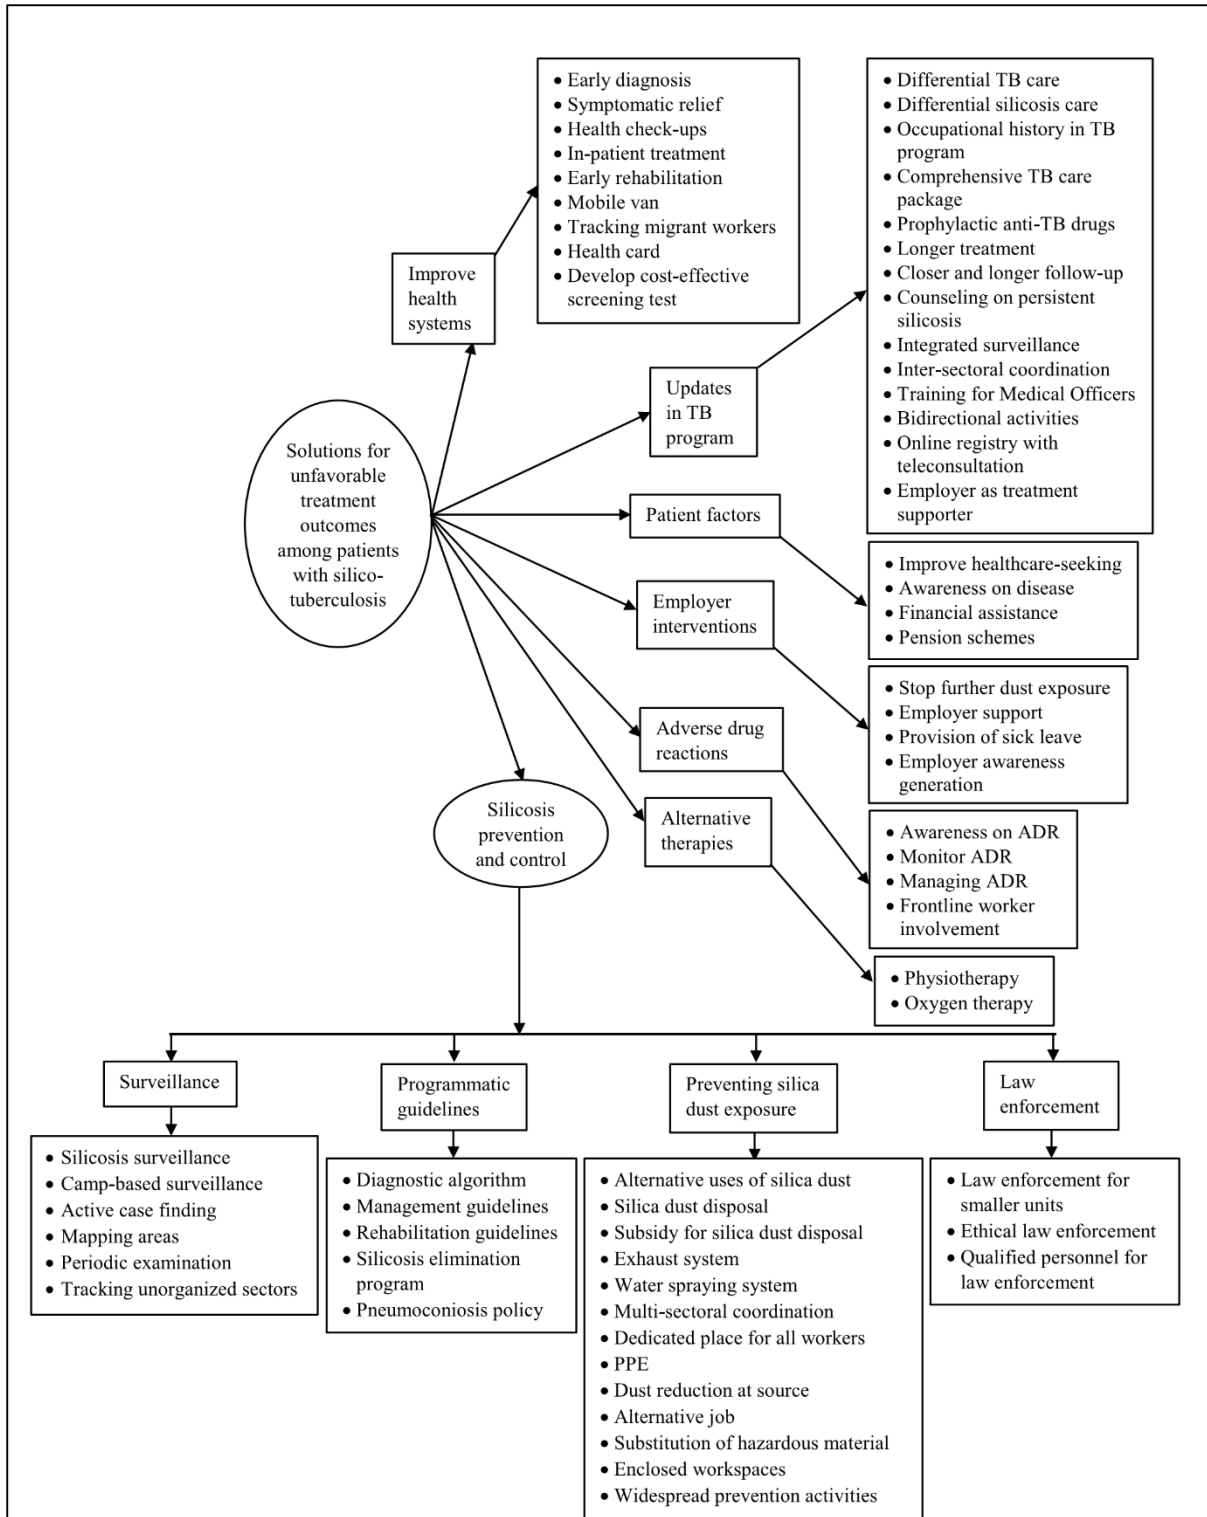 • Early diagnosis
• Symptomatic relief
• Health check-ups
• In-patient treatment
• Early rehabilitation
• Mobile van
• Tracking migrant workers
• Health card
• Develop cost-effective
screening test
• Differential TB care
• Differential silicosis care
• Occupational history in TB
program
• Comprehensive TB care
package
• Prophylactic anti-TB drugs
• Longer treatment
• Closer and longer follow-up
• Counseling on persistent
silicosis
• Integrated surveillance
• Inter-sectoral coordination
• Training for Medical Officers
• Bidirectional activities
• Online registry with
teleconsultation
• Employer as treatment
supporter
Improve
health
systems
Updates
in TB
program
Solutions for
unfavorable
treatment
outcomes
among patients
with silico-
tuberculosis
Patient factors
• Improve healthcare-seeking
• Awareness on disease
• Financial assistance
• Pension schemes
Employer
interventions
• Stop further dust exposure
• Employer support
• Provision of sick leave
• Employer awareness
generation
Adverse drug
reactions
• Awareness on ADR
• Monitor ADR
• Managing ADR
• Frontline worker
involvement
Alternative
therapies
• Physiotherapy
• Oxygen therapy
Silicosis
prevention
and control
Surveillance
• Silicosis surveillance
• Camp-based surveillance
• Active case finding
• Mapping areas
• Periodic examination
• Tracking unorganized sectors
Programmatic
guidelines
• Diagnostic algorithm
• Management guidelines
• Rehabilitation guidelines
• Silicosis elimination
program
• Pneumoconiosis policy
Preventing silica
dust exposure
• Alternative uses of silica dust
• Silica dust disposal
• Subsidy for silica dust disposal
• Exhaust system
• Water spraying system
• Multi-sectoral coordination
• Dedicated place for all workers
• PPE
• Dust reduction at source
• Alternative job
• Substitution of hazardous material
• Enclosed workspaces
• Widespread prevention activities
Law
enforcement
• Law enforcement for
smaller units
• Ethical law enforcement
• Qualified personnel for
law enforcement